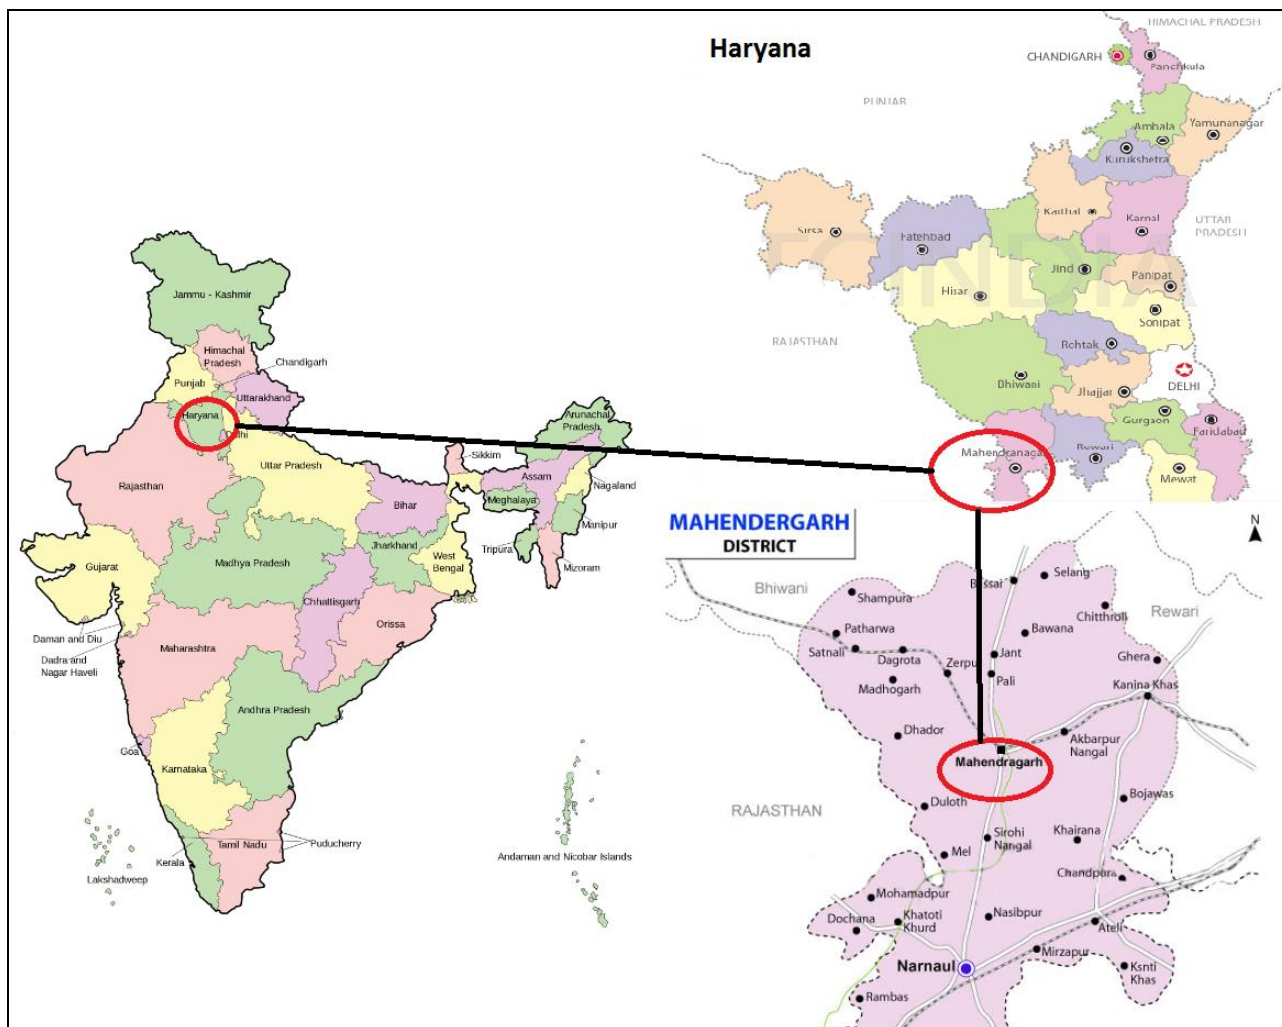 Haryana
HIMACHAL PRADESH
CHANDIGARH
Panchkula
PUNJAB
Ambala
Yamunanagar
Kurukshetra
Kaithal
Karnal
UTTAR
PRADESH
Sirsa
Fatehbad
Jind
Panipat
Hisar
Sonipat
RAJASTHAN
Rohtak
Bhiwani
Jhajjar
DELHI
Gurgaon
Faridabad
Mahendranagar
Rewari
Mewat
Jammu - Kashmir
Himachal
Pradesh
Chandigarh
Punjab
Uttarakhand
Haryana
Delhi
Arunachal
Pradesh
Sikkim
Uttar Pradesh
Assam
Rajasthan
Nagaland
Bihar
Meghalaya
Manipur
Jharkhand
Tripura
West
Bengal
Mizoram
Gujarat
Madhya Pradesh
Chhattisgarh
Orissa
Daman and Diu
Maharashtra
Dadra and
Nagar Haveli
Andhra Pradesh
Goa
Karnataka
Puducherry
Tamil Nadu
Kerala
Lakshadweep
Andaman and Nicobar Islands
MAHENDERGARH
DISTRICT
N
Bhiwani
Shampura
Bassai
Selang
Chitthroli
Rewari
Patharwa
Bawana
Satnali
Dagrota
Zerpu
Jant
Ghera
Madhogarh
Pali
Kanina Khas
Dhador
Akbarpur
Nangal
Mahendragarh
RAJASTHAN
Duloth
Bojawas
Sirohi
Nangal
Khairana
Mel
Chandpura
Mohamadpur
Dochana
Khatoti
Khurd
Nasibpur
Ateli
Mirzapur
Narnaul
Ksnti
Khas
Rambas